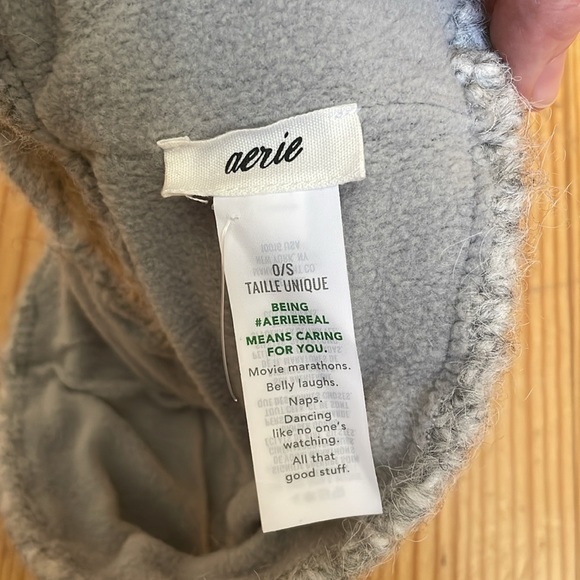 aerie
O/S
TAILLE UNIQUE
BEING
#AERIEREAL
MEANS CARING
FOR YOU.
Movie marathons.
Belly laughs.
Naps.
Dancing
like no one's
watching.
All that
good stuff.